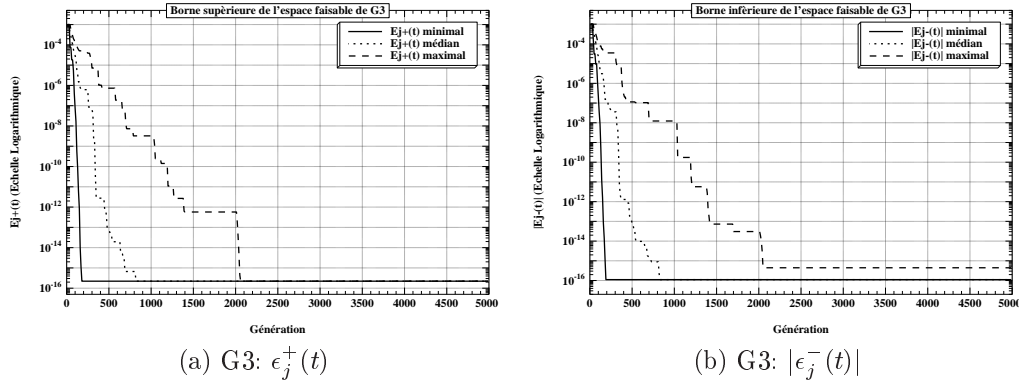 Borne supèrieure de l'espace faisable de G3
Ej+(t) minimal
Ej+(t) médian
Ej+(t) maximal
Ej+(t) (Echelle Logarithmique)
10^-4
10^-6
10^-8
10^-10
10^-12
10^-14
10^-16
0 500 1000 1500 2000 2500 3000 3500 4000 4500 5000
Génération
(a) G3: ϵ_j^+(t)
Borne infèrieure de l'espace faisable de G3
|Ej-(t)| minimal
|Ej-(t)| médian
|Ej-(t)| maximal
|Ej-(t)| (Echelle Logarithmique)
10^-4
10^-6
10^-8
10^-10
10^-12
10^-14
10^-16
0 500 1000 1500 2000 2500 3000 3500 4000 4500 5000
Génération
(b) G3: |ϵ_j^-(t)|